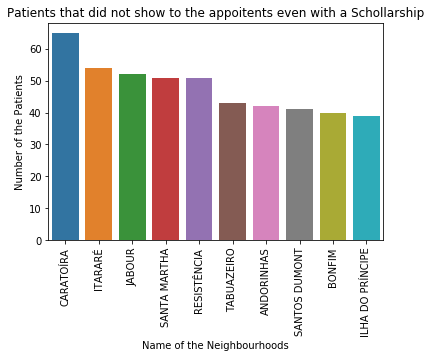 Patients that did not show to the appoitents even with a Schollarship
Number of the Patients
60
50
40
30
20
10
0
CARATOÍRA
ITARARÉ
JABOUR
SANTA MARTHA
RESISTÊNCIA
TABUAZEIRO
ANDORINHAS
SANTOS DUMONT
BONFIM
ILHA DO PRÍNCIPE
Name of the Neighbourhoods